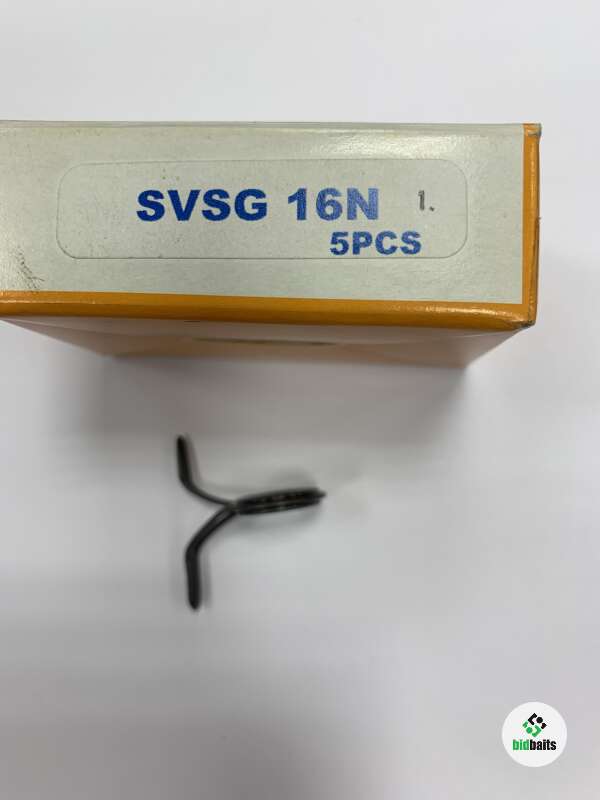 SVSG 16N 1.
5PCS
bidbaits